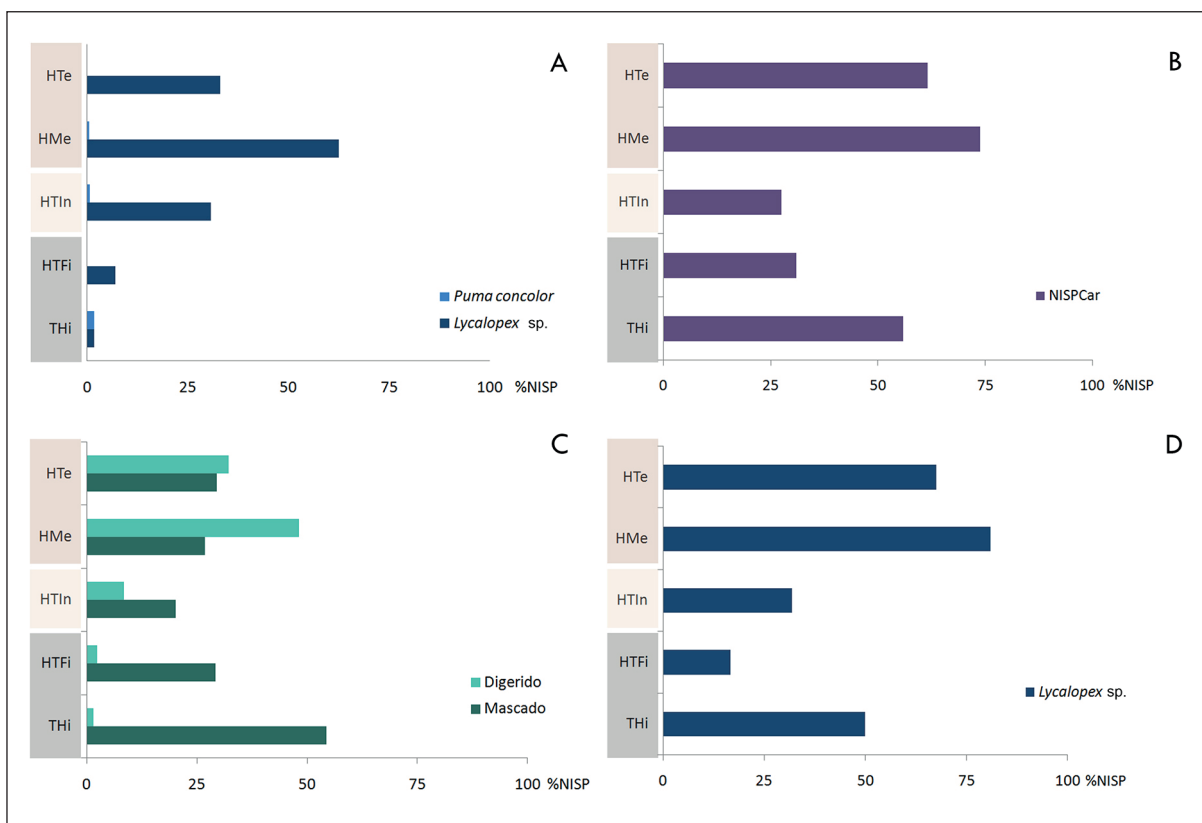 A
HTe
HMe
HTIn
HTFi
THi
Puma concolor
Lycalopex sp.
0 25 50 75 100 %NISP
B
HTe
HMe
HTIn
HTFi
THi
NISPCar
0 25 50 75 100 %NISP
C
HTe
HMe
HTIn
HTFi
THi
Digerido
Mascado
0 25 50 75 100 %NISP
D
HTe
HMe
HTIn
HTFi
THi
Lycalopex sp.
0 25 50 75 100 %NISP